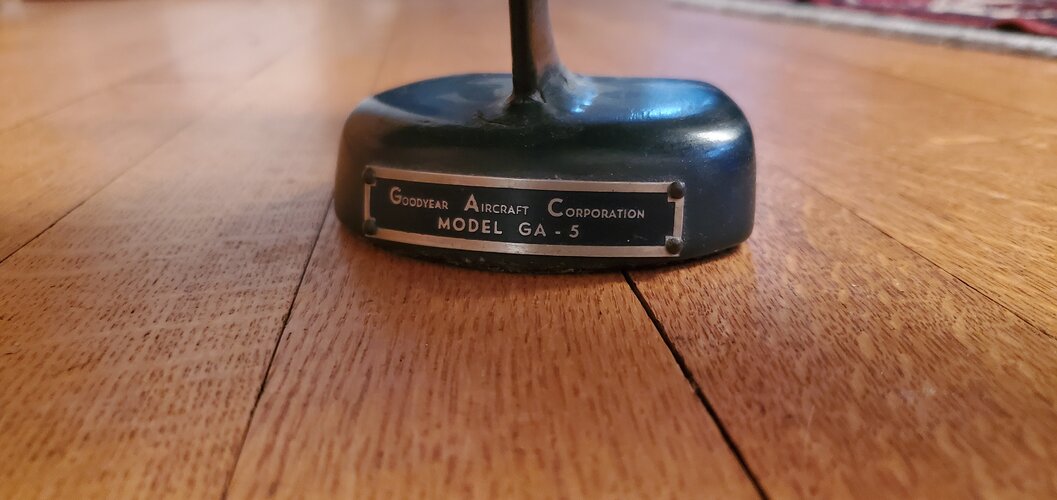 Goodyear Aircraft Corporation
MODEL GA - 5